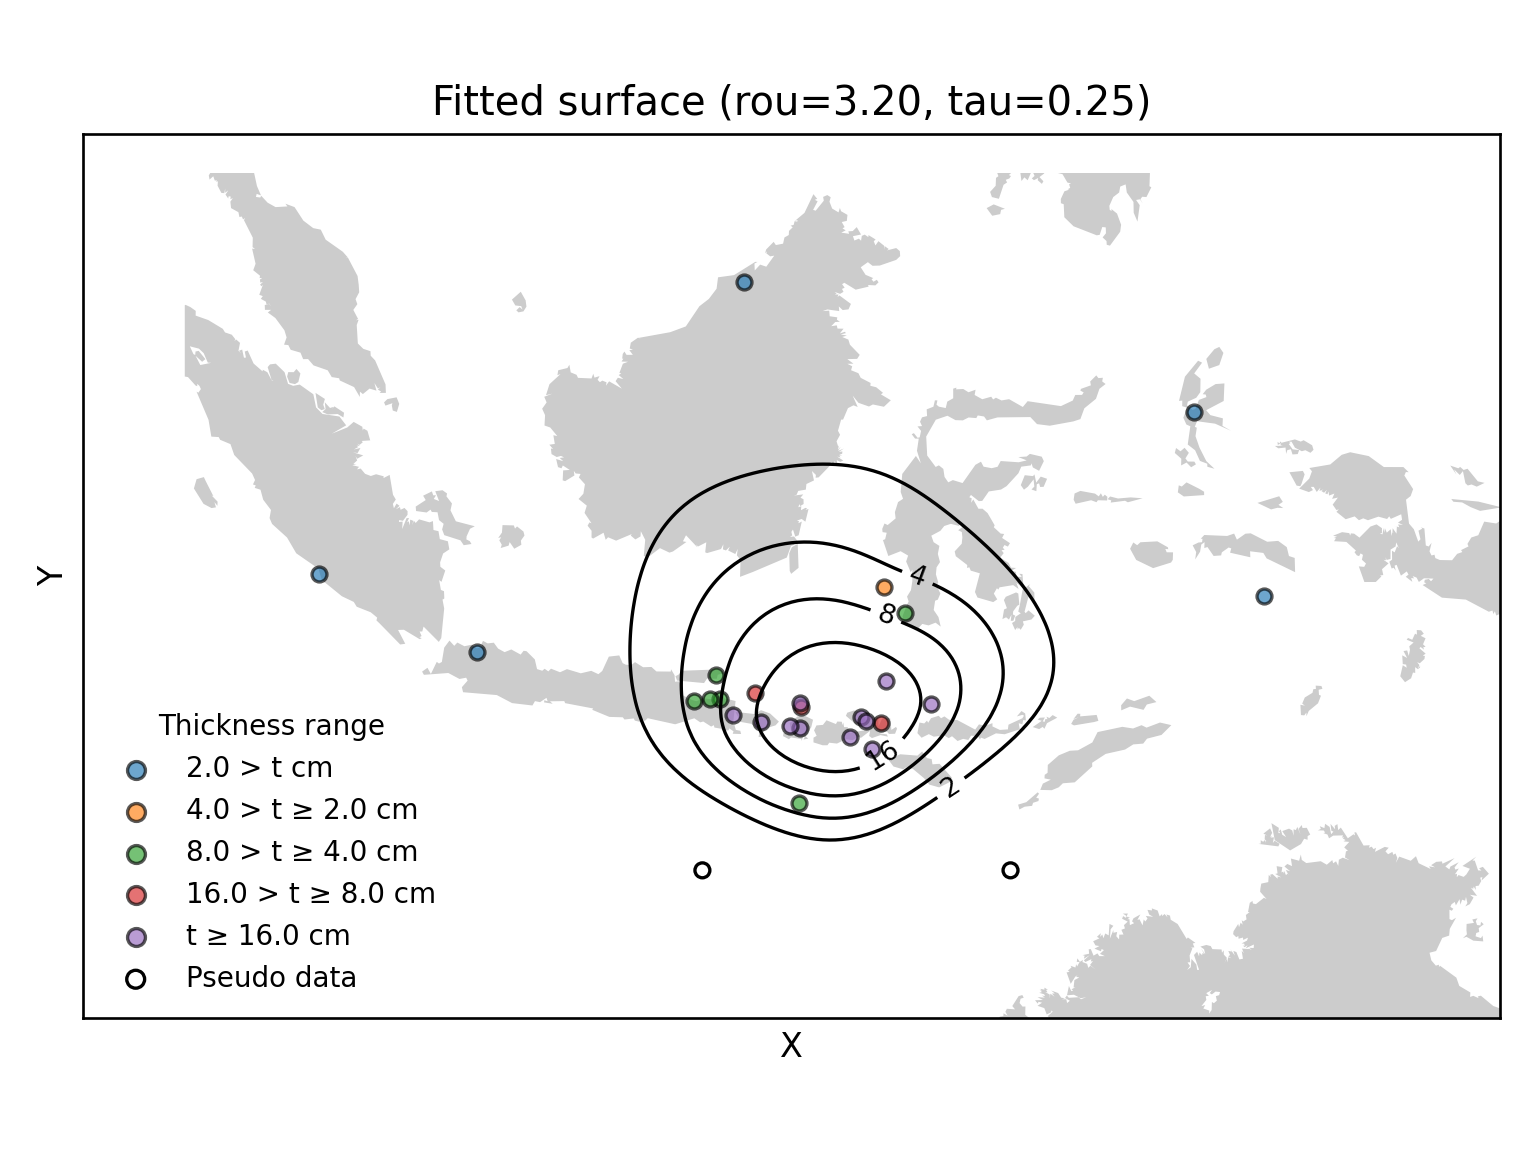 Fitted surface (rou=3.20, tau=0.25)
Y
4
8
16
2
Thickness range
2.0 > t cm
4.0 > t ≥ 2.0 cm
8.0 > t ≥ 4.0 cm
16.0 > t ≥ 8.0 cm
t ≥ 16.0 cm
Pseudo data
X